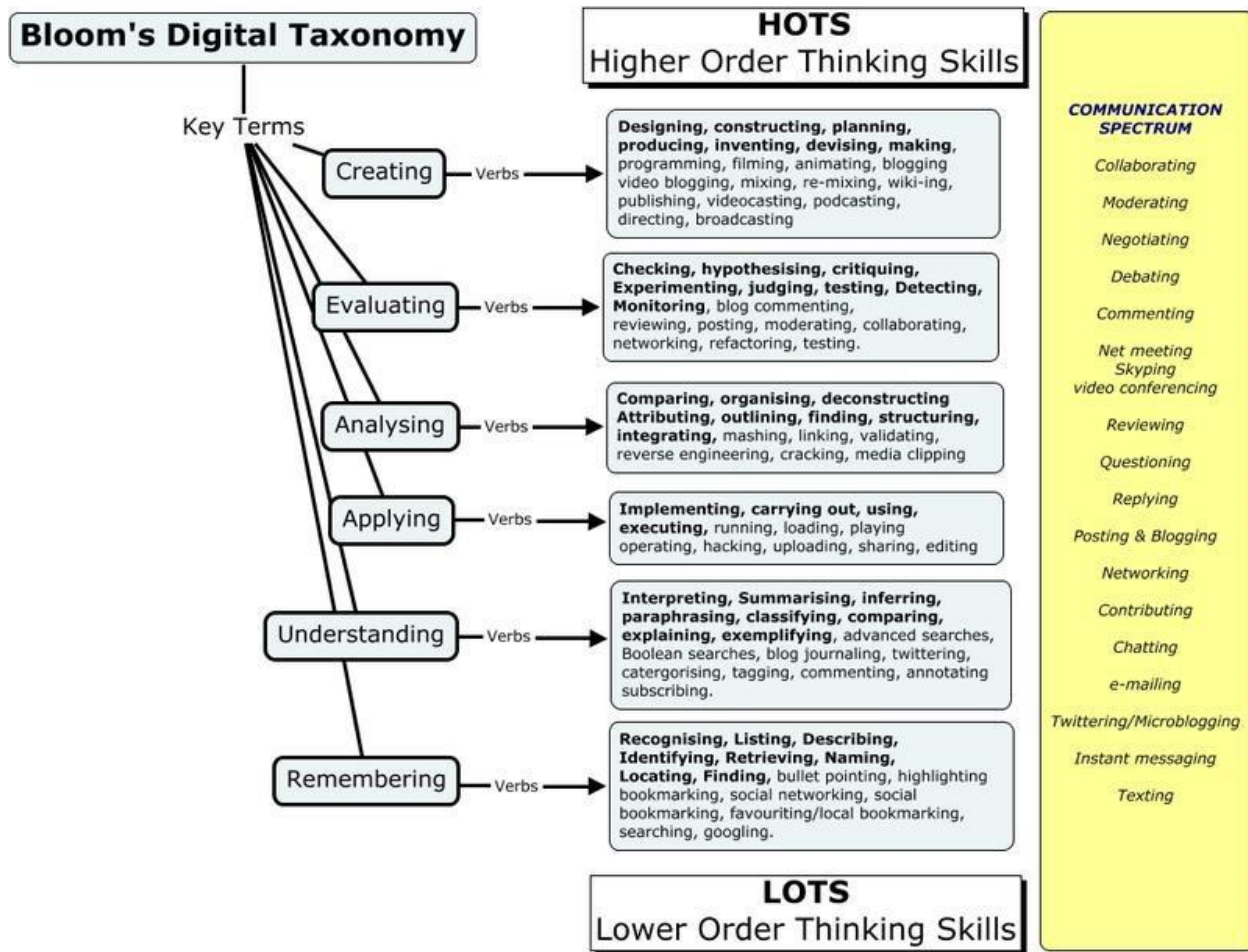 Bloom's Digital Taxonomy
Key Terms
HOTS
Higher Order Thinking Skills
Creating
Verbs
Designing, constructing, planning,
producing, inventing, devising, making,
programming, filming, animating, blogging
video blogging, mixing, re-mixing, wiki-ing,
publishing, videocasting, podcasting,
directing, broadcasting
Evaluating
Verbs
Checking, hypothesising, critiquing,
Experimenting, judging, testing, Detecting,
Monitoring, blog commenting,
reviewing, posting, moderating, collaborating,
networking, refactoring, testing.
Analysing
Verbs
Comparing, organising, deconstructing
Attributing, outlining, finding, structuring,
integrating, mashing, linking, validating,
reverse engineering, cracking, media clipping
Applying
Verbs
Implementing, carrying out, using,
executing, running, loading, playing
operating, hacking, uploading, sharing, editing
Understanding
Verbs
Interpreting, Summarising, inferring,
paraphrasing, classifying, comparing,
explaining, exemplifying, advanced searches,
Boolean searches, blog journaling, twittering,
catergorising, tagging, commenting, annotating
subscribing.
Remembering
Verbs
Recognising, Listing, Describing,
Identifying, Retrieving, Naming,
Locating, Finding, bullet pointing, highlighting
bookmarking, social networking, social
bookmarking, favouriting/local bookmarking,
searching, googling.
LOTS
Lower Order Thinking Skills
COMMUNICATION
SPECTRUM
Collaborating
Moderating
Negotiating
Debating
Commenting
Net meeting
Skyping
video conferencing
Reviewing
Questioning
Replying
Posting & Blogging
Networking
Contributing
Chatting
e-mailing
Twittering/Microblogging
Instant messaging
Texting